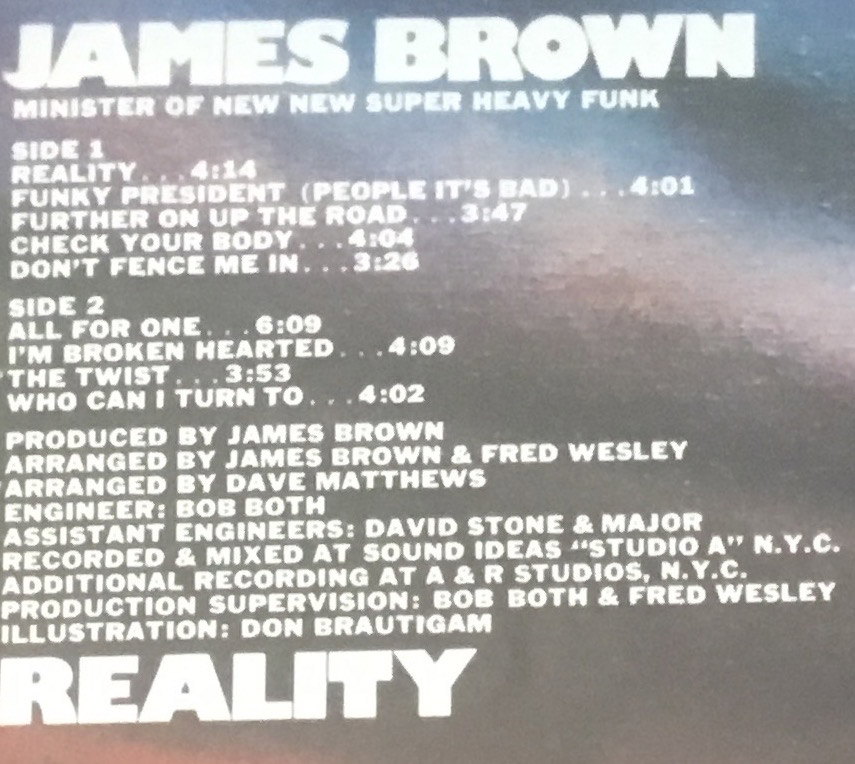 JAMES BROWN
MINISTER OF NEW NEW SUPER HEAVY FUNK
SIDE 1
REALITY...4:14
FUNKY PRESIDENT (PEOPLE IT'S BAD)...4:01
FURTHER ON UP THE ROAD...3:47
CHECK YOUR BODY...4:04
DON'T FENCE ME IN...3:26
SIDE 2
ALL FOR ONE...6:09
I'M BROKEN HEARTED...4:09
THE TWIST...3:53
WHO CAN I TURN TO...4:02
PRODUCED BY JAMES BROWN
ARRANGED BY JAMES BROWN & FRED WESLEY
ARRANGED BY DAVE MATTHEWS
ENGINEER: BOB BOTH
ASSISTANT ENGINEERS: DAVID STONE & MAJOR
RECORDED & MIXED AT SOUND IDEAS "STUDIO A" N.Y.C.
ADDITIONAL RECORDING AT A & R STUDIOS, N.Y.C.
PRODUCTION SUPERVISION: BOB BOTH & FRED WESLEY
ILLUSTRATION: DON BRAUTIGAM
REALITY